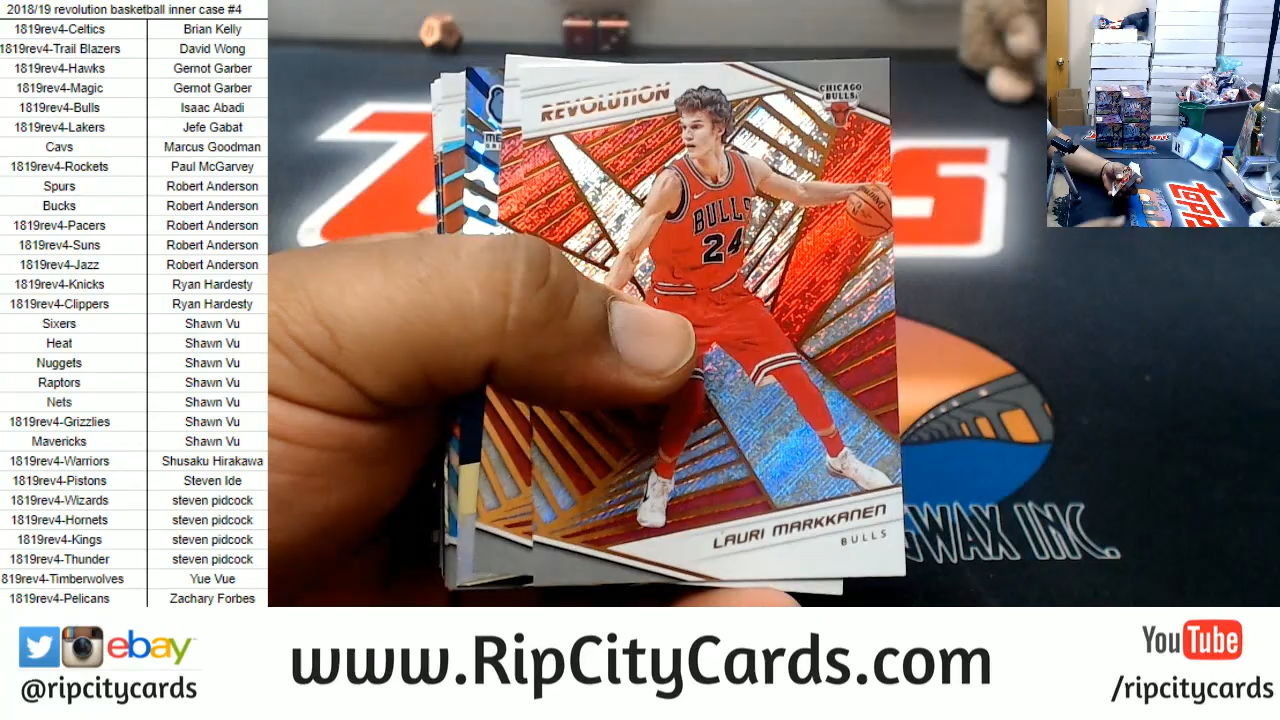 2018/19 revolution basketball inner case #4
1819rev4-Celtics Brian Kelly
1819rev4-Trail Blazers David Wong
1819rev4-Hawks Gernot Garber
1819rev4-Magic Gernot Garber
1819rev4-Bulls Isaac Abadi
1819rev4-Lakers Jefe Gabat
Cavs Marcus Goodman
1819rev4-Rockets Paul McGarvey
Spurs Robert Anderson
Bucks Robert Anderson
1819rev4-Pacers Robert Anderson
1819rev4-Suns Robert Anderson
1819rev4-Jazz Robert Anderson
1819rev4-Knicks Ryan Hardesty
1819rev4-Clippers Ryan Hardesty
Sixers Shawn Vu
Heat Shawn Vu
Nuggets Shawn Vu
Raptors Shawn Vu
Nets Shawn Vu
1819rev4-Grizzlies Shawn Vu
Mavericks Shawn Vu
1819rev4-Warriors Shusaku Hirakawa
1819rev4-Pistons Steven Ide
1819rev4-Wizards steven pidcock
1819rev4-Hornets steven pidcock
1819rev4-Kings steven pidcock
1819rev4-Thunder steven pidcock
819rev4-Timberwolves Yue Vue
1819rev4-Pelicans Zachary Forbes
REVOLUTION
CHICAGO
BULLS
BULLS
24
LAURI MARKKANEN
BULLS
WAX INC.
ebay
@ripcitycards
www.RipCityCards.com
YouTube
/ripcitycards